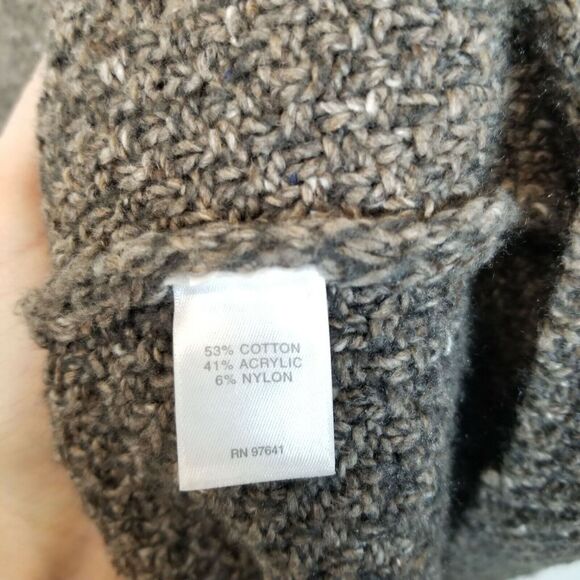 53% COTTON
41% ACRYLIC
6% NYLON
RN 97641